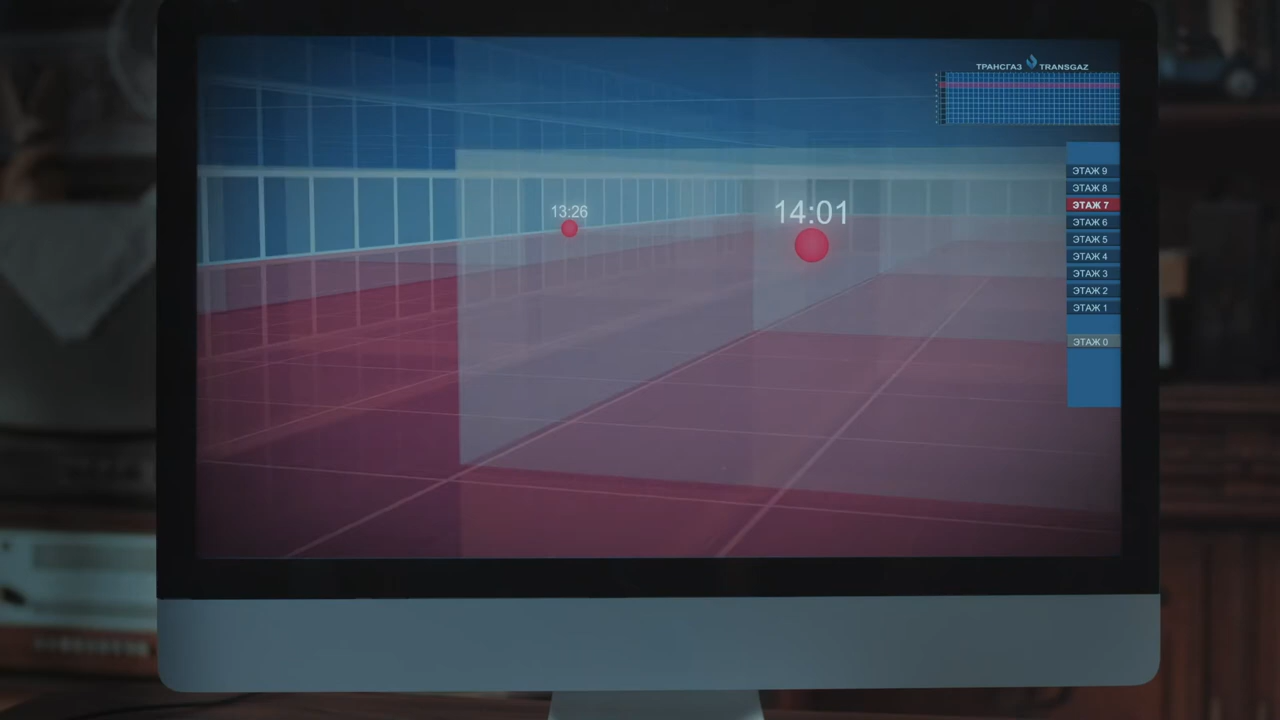 ТРАНСГАЗ TRANSGAZ
ЭТАЖ 9
ЭТАЖ 8
ЭТАЖ 7
ЭТАЖ 6
ЭТАЖ 5
ЭТАЖ 4
ЭТАЖ 3
ЭТАЖ 2
ЭТАЖ 1
ЭТАЖ 0
13:26
14:01